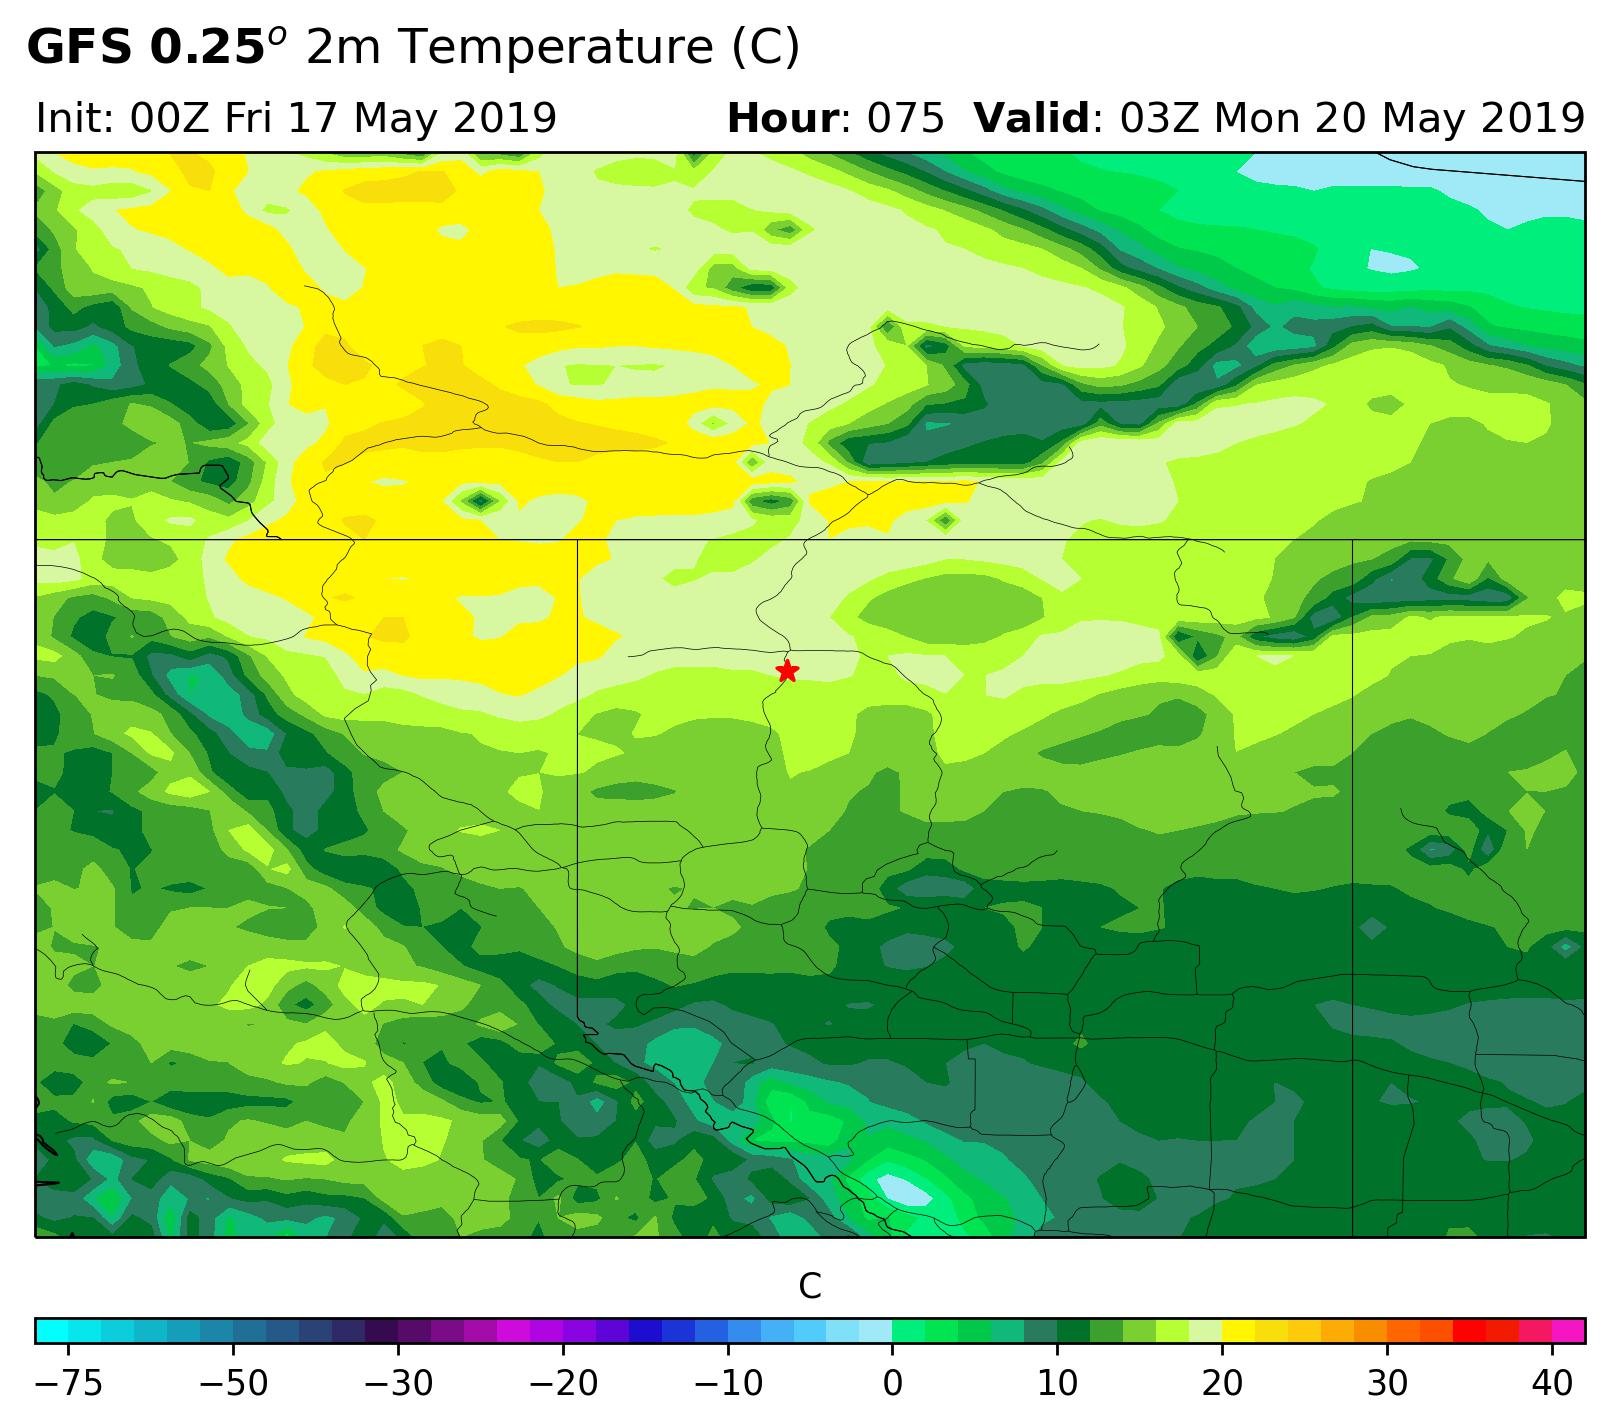 GFS 0.25° 2m Temperature (C)
Init: 00Z Fri 17 May 2019 Hour: 075 Valid: 03Z Mon 20 May 2019
C
−75 −50 −30 −20 −10 0 10 20 30 40